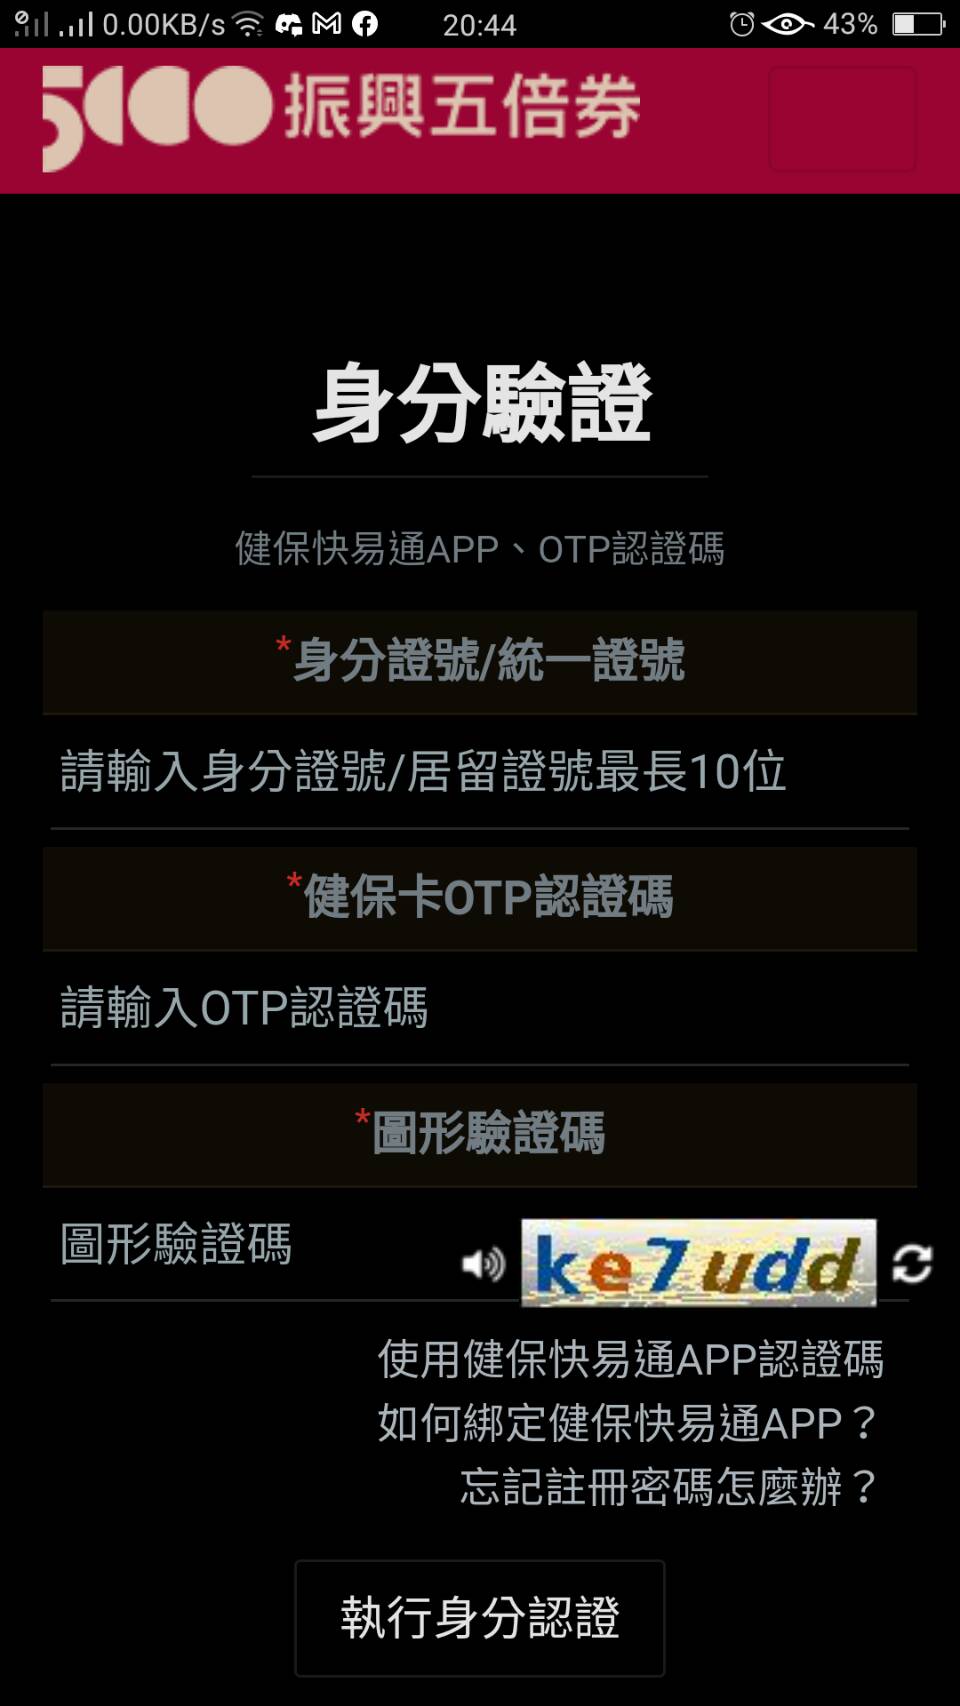 0.00KB/s 20:44 43%
5000振興五倍券
身分驗證
健保快易通APP、OTP認證碼
*身分證號/統一證號
請輸入身分證號/居留證號最長10位
*健保卡OTP認證碼
請輸入OTP認證碼
*圖形驗證碼
圖形驗證碼 ke7udd
使用健保快易通APP認證碼
如何綁定健保快易通APP？
忘記註冊密碼怎麼辦？
執行身分認證